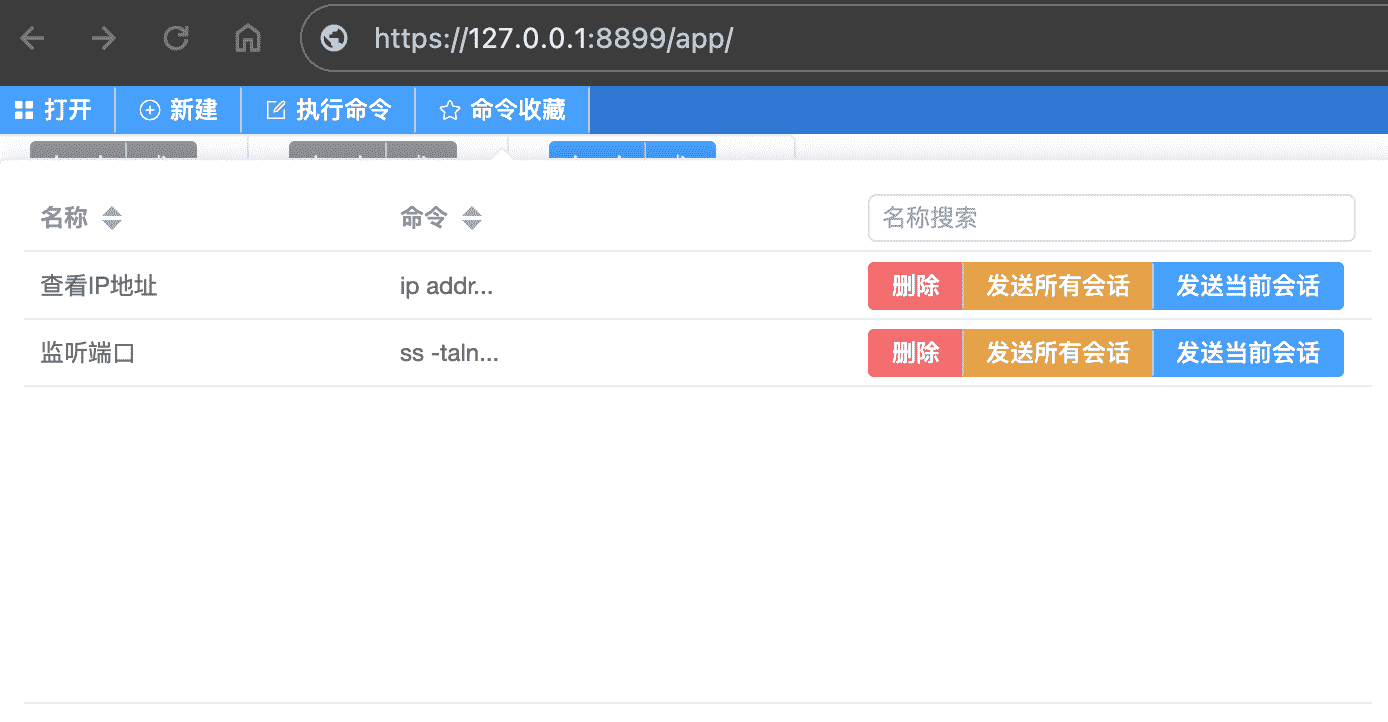 https://127.0.0.1:8899/app/
打开 新建 执行命令 命令收藏
名称 命令 名称搜索
查看IP地址 ip addr... 删除 发送所有会话 发送当前会话
监听端口 ss -taln... 删除 发送所有会话 发送当前会话